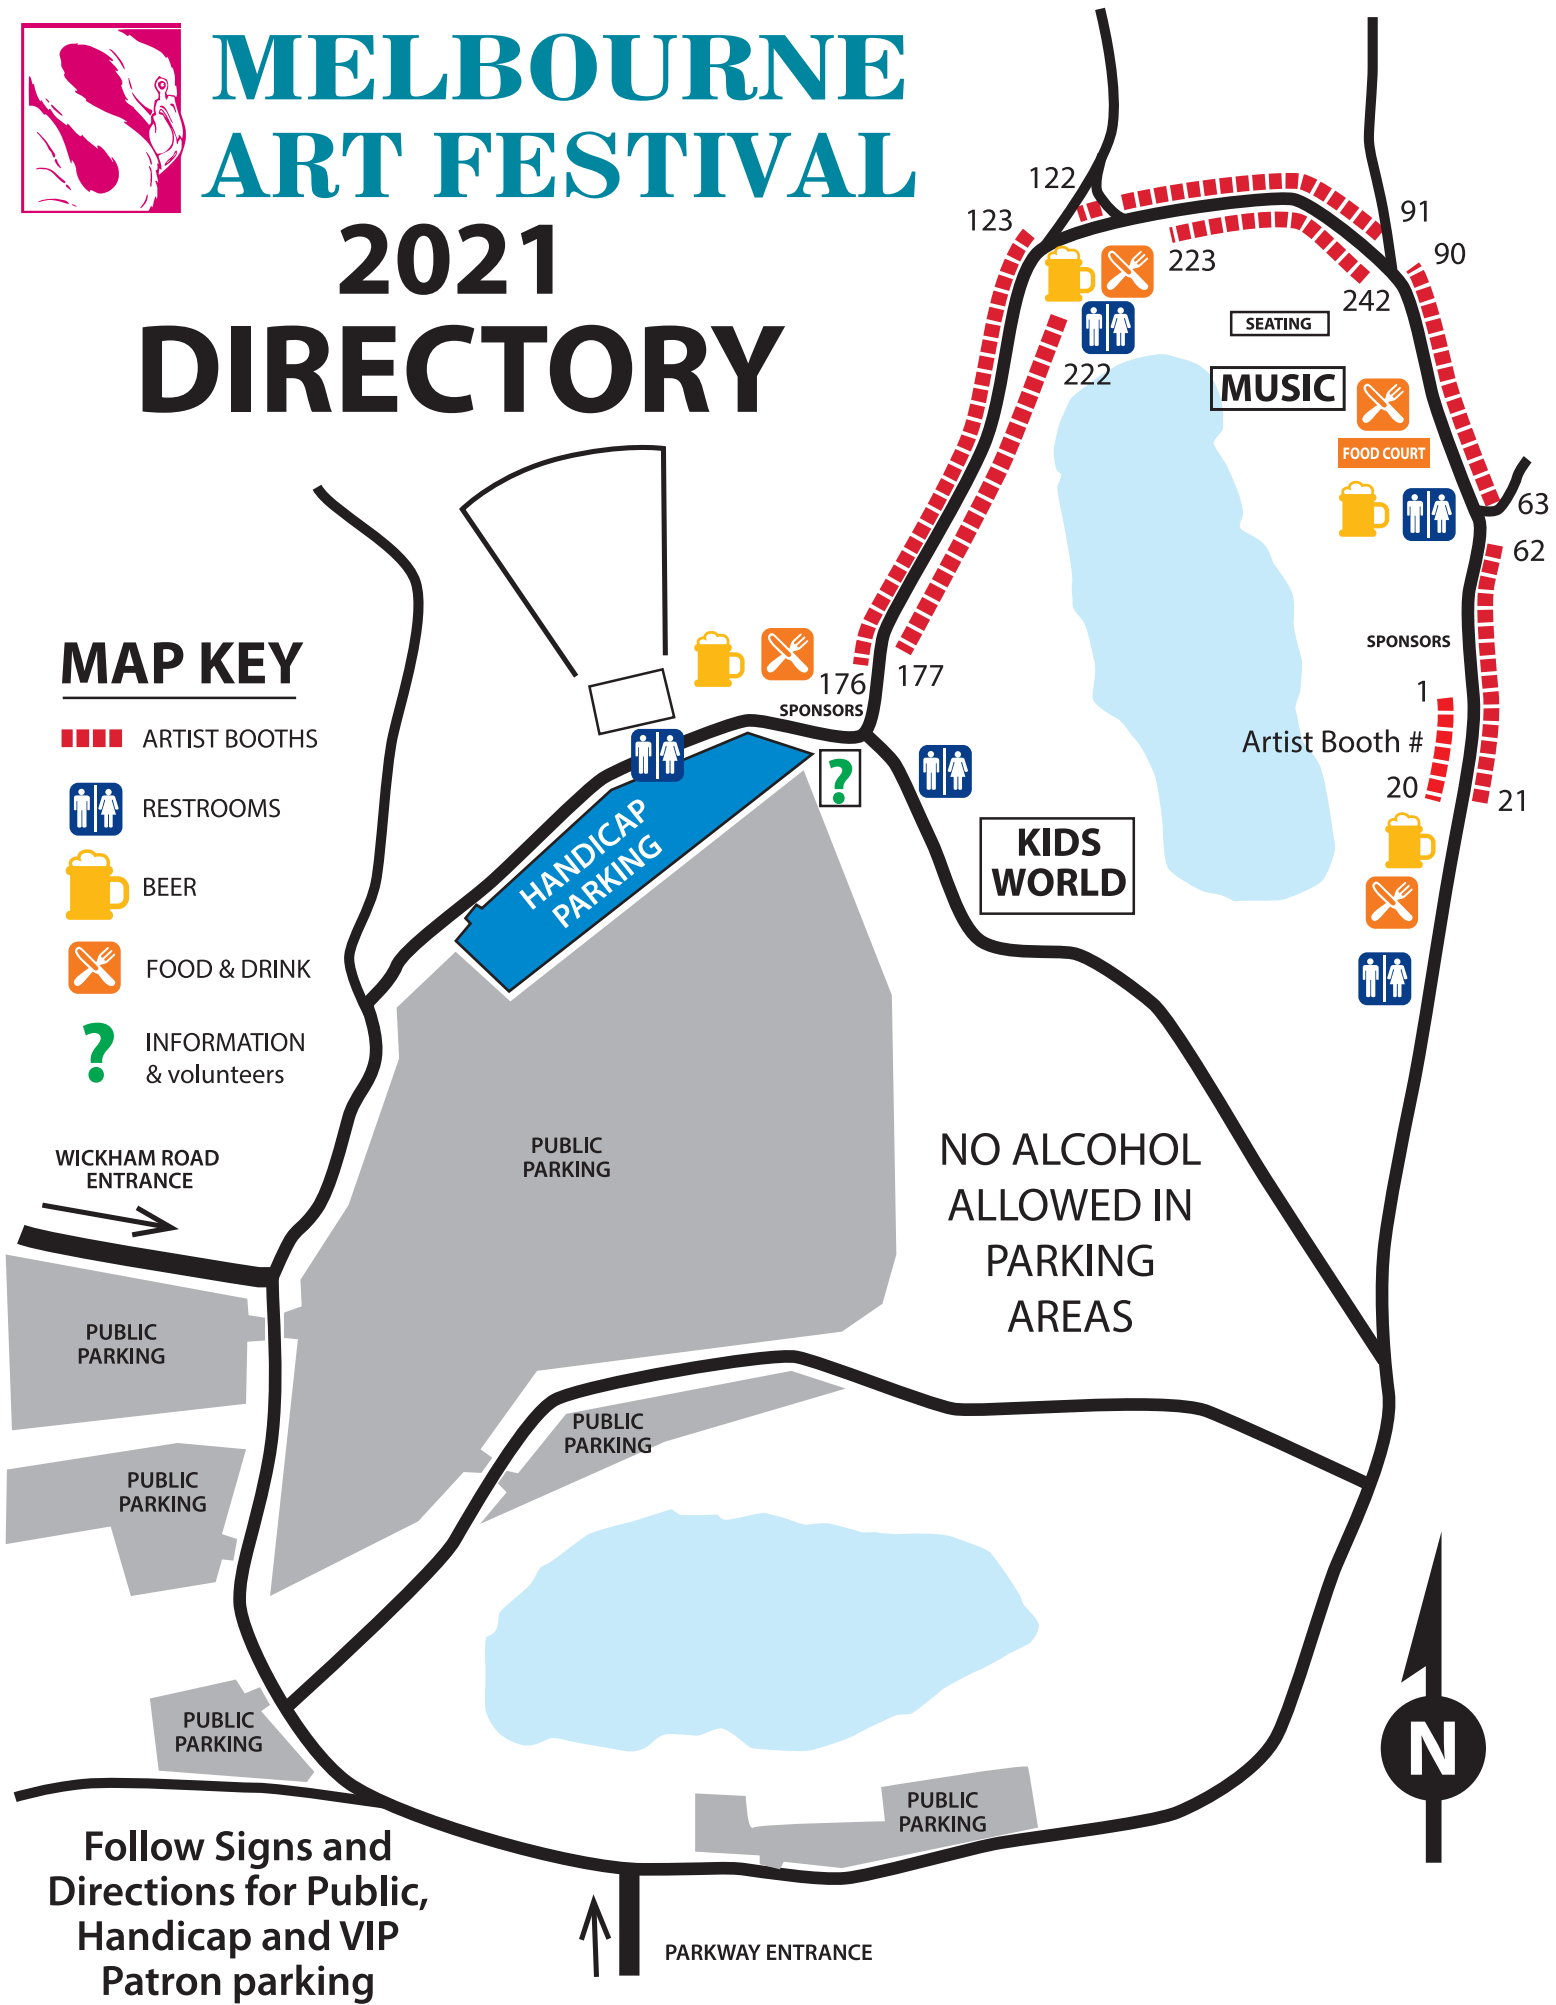 MELBOURNE
ART FESTIVAL
2021
DIRECTORY
122
123
91
90
223
242
222
SEATING
MUSIC
FOOD COURT
63
62
SPONSORS
1
Artist Booth #
20
21
176
177
SPONSORS
?
HANDICAP
PARKING
KIDS
WORLD
MAP KEY
ARTIST BOOTHS
RESTROOMS
BEER
FOOD & DRINK
?
INFORMATION
& volunteers
WICKHAM ROAD
ENTRANCE
PUBLIC
PARKING
NO ALCOHOL
ALLOWED IN
PARKING
AREAS
PUBLIC
PARKING
PUBLIC
PARKING
PUBLIC
PARKING
PUBLIC
PARKING
PUBLIC
PARKING
N
Follow Signs and
Directions for Public,
Handicap and VIP
Patron parking
PARKWAY ENTRANCE